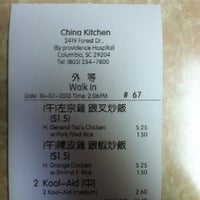 China Kitchen
2419 Forest Dr.,
(By providence Hospital)
Columbia, SC 29204
Tel: (803) 254-7800
外 等
Walk In
Date: 10-07-2013 Time: 2:06PM # 67
(午)左宗雞 銀叉炒飯
($1.5)
H. General Tso's Chicken 5.25
w Pork Fried Rice 1.50
(午)陳皮雞 銀蝦炒飯
($1.5)
H. Orange Chicken 5.25
w Shrimp F. Rice 1.50
2 Kool-Aid [中]
2 Kool-Aid (medium) 2.60